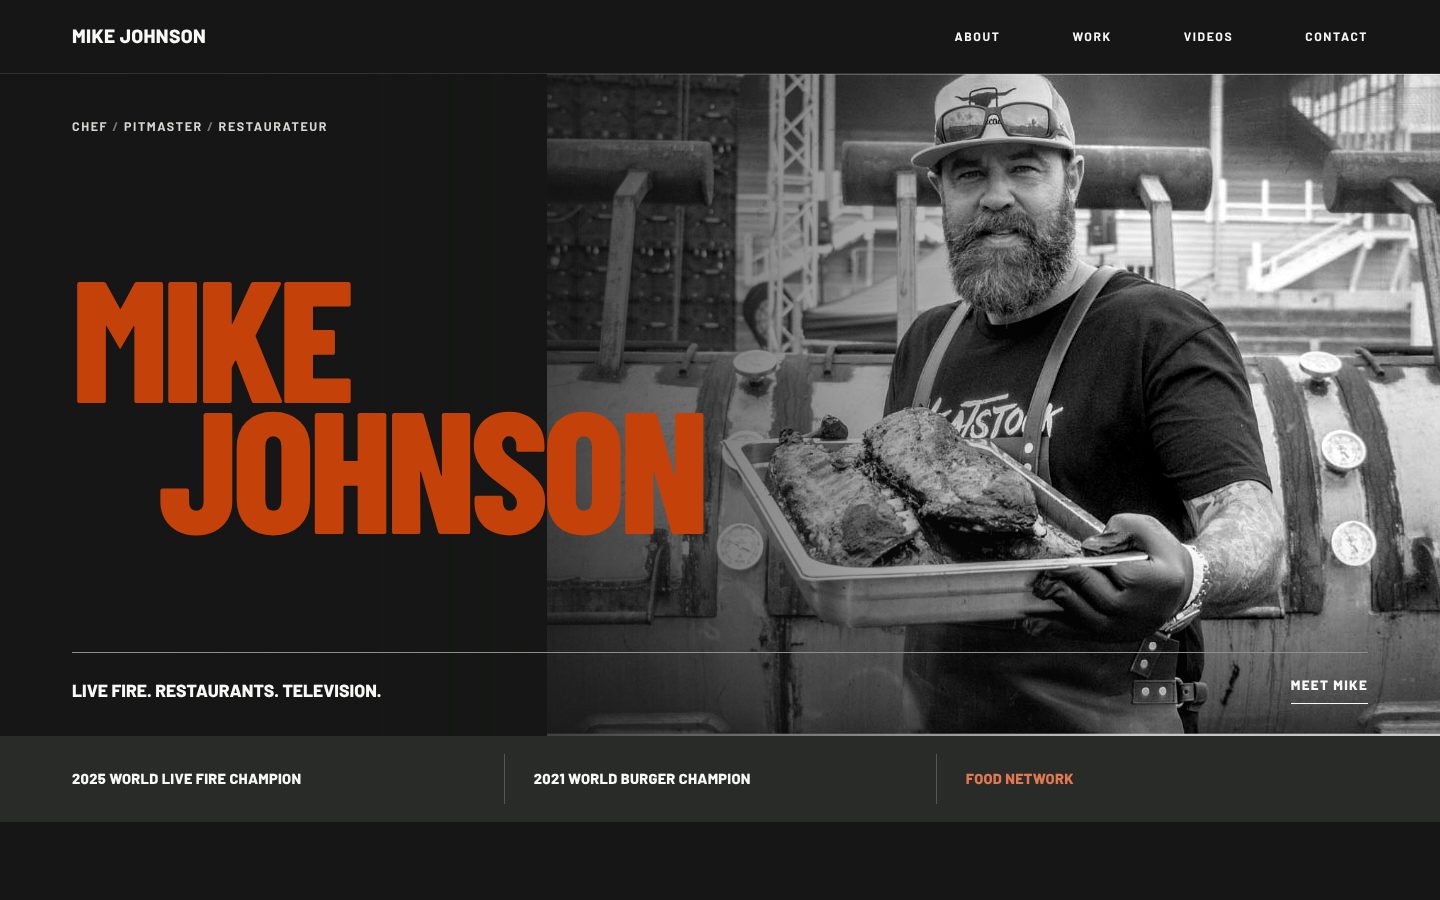 MIKE JOHNSON
ABOUT
WORK
VIDEOS
CONTACT
CHEF / PITMASTER / RESTAURATEUR
MIKE
JOHNSON
LIVE FIRE. RESTAURANTS. TELEVISION.
MEET MIKE
2025 WORLD LIVE FIRE CHAMPION
2021 WORLD BURGER CHAMPION
FOOD NETWORK